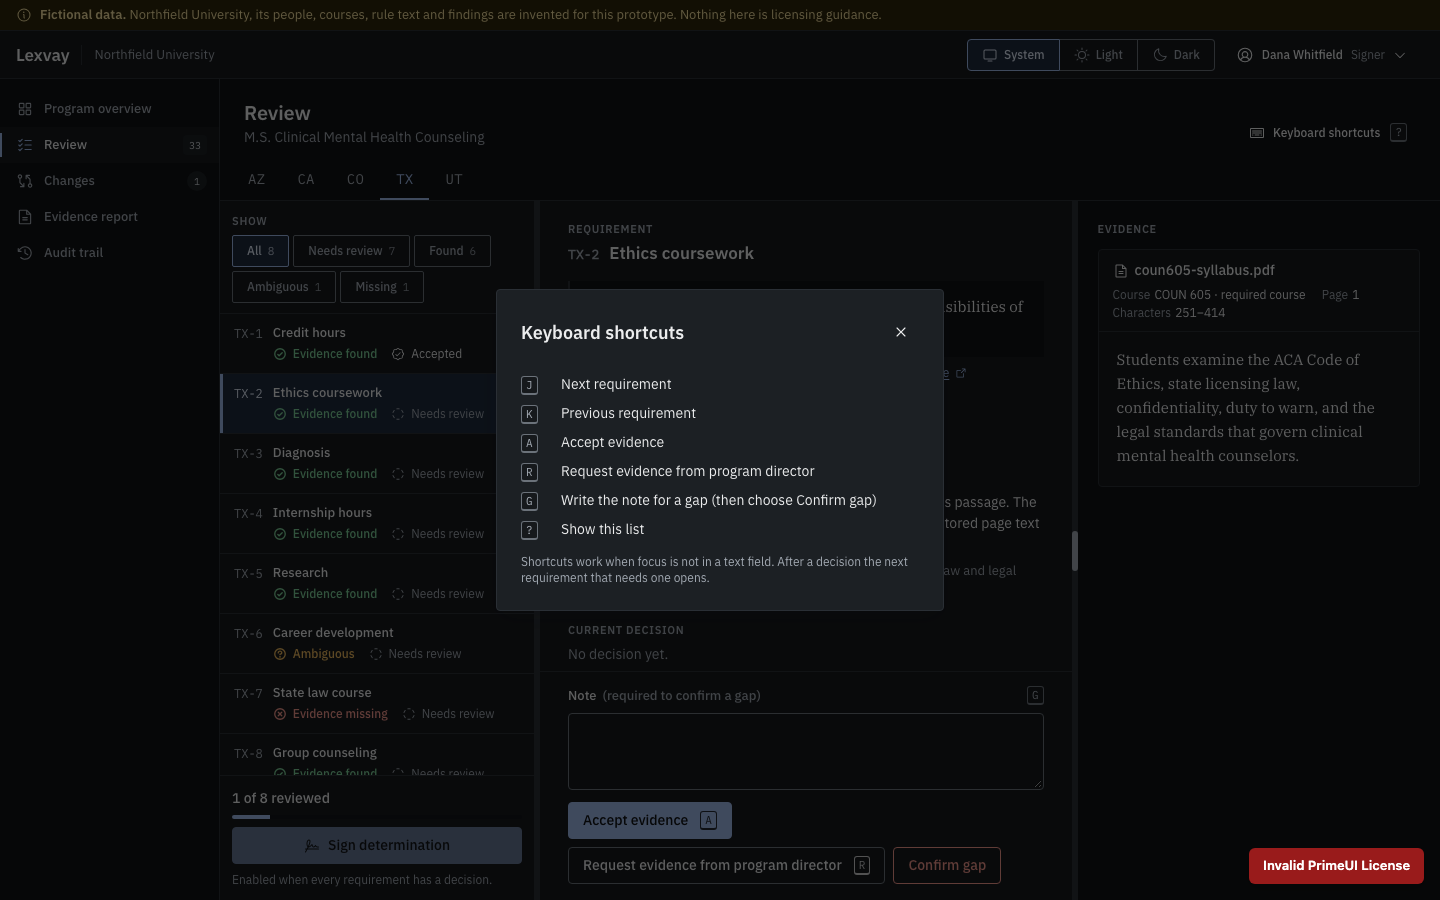 Fictional data. Northfield University, its people, courses, rule text and findings are invented for this prototype. Nothing here is licensing guidance.
Lexvay
Northfield University
System
Light
Dark
Dana Whitfield Signer
Program overview
Review 33
Changes 1
Evidence report
Audit trail
Review
M.S. Clinical Mental Health Counseling
Keyboard shortcuts ?
AZ CA CO TX UT
SHOW
All 8
Needs review 7
Found 6
Ambiguous 1
Missing 1
TX-1 Credit hours
Evidence found Accepted
TX-2 Ethics coursework
Evidence found Needs review
TX-3 Diagnosis
Evidence found Needs review
TX-4 Internship hours
Evidence found Needs review
TX-5 Research
Evidence found Needs review
TX-6 Career development
Ambiguous Needs review
TX-7 State law course
Evidence missing Needs review
TX-8 Group counseling
Evidence found Needs review
1 of 8 reviewed
Sign determination
Enabled when every requirement has a decision.
REQUIREMENT
TX-2 Ethics coursework
sibilities of
e
s passage. The
tored page text
aw and legal
Keyboard shortcuts
J Next requirement
K Previous requirement
A Accept evidence
R Request evidence from program director
G Write the note for a gap (then choose Confirm gap)
? Show this list
Shortcuts work when focus is not in a text field. After a decision the next
requirement that needs one opens.
CURRENT DECISION
No decision yet.
Note (required to confirm a gap) G
Accept evidence A
Request evidence from program director R
Confirm gap
EVIDENCE
coun605-syllabus.pdf
Course COUN 605 · required course Page 1
Characters 251–414
Students examine the ACA Code of
Ethics, state licensing law,
confidentiality, duty to warn, and the
legal standards that govern clinical
mental health counselors.
Invalid PrimeUI License